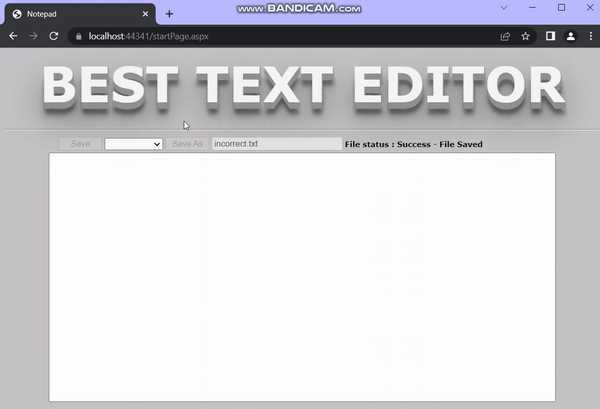 www.BANDICAM.com
Notepad
localhost:44341/startPage.aspx
BEST TEXT EDITOR
Save Save As incorrect.txt File status : Success - File Saved